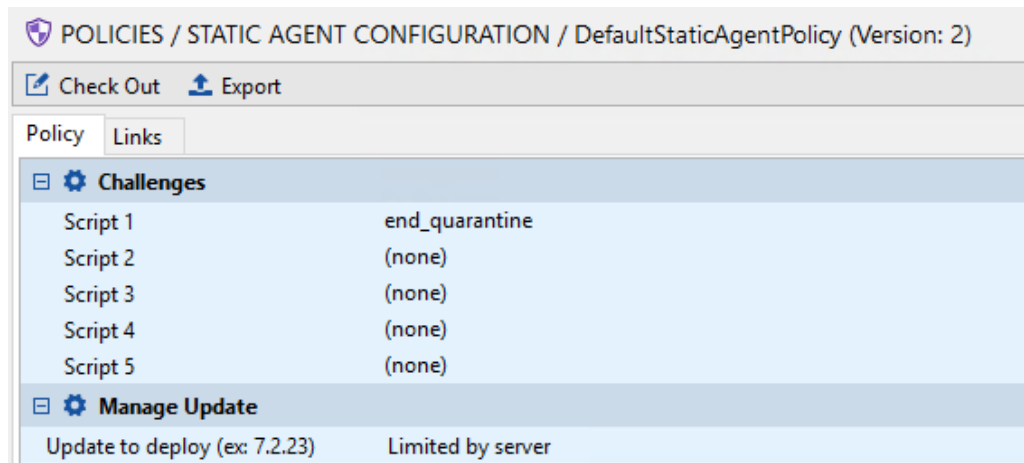 POLICIES / STATIC AGENT CONFIGURATION / DefaultStaticAgentPolicy (Version: 2)
Check Out Export
Policy Links
Challenges
Script 1 end_quarantine
Script 2 (none)
Script 3 (none)
Script 4 (none)
Script 5 (none)
Manage Update
Update to deploy (ex: 7.2.23) Limited by server